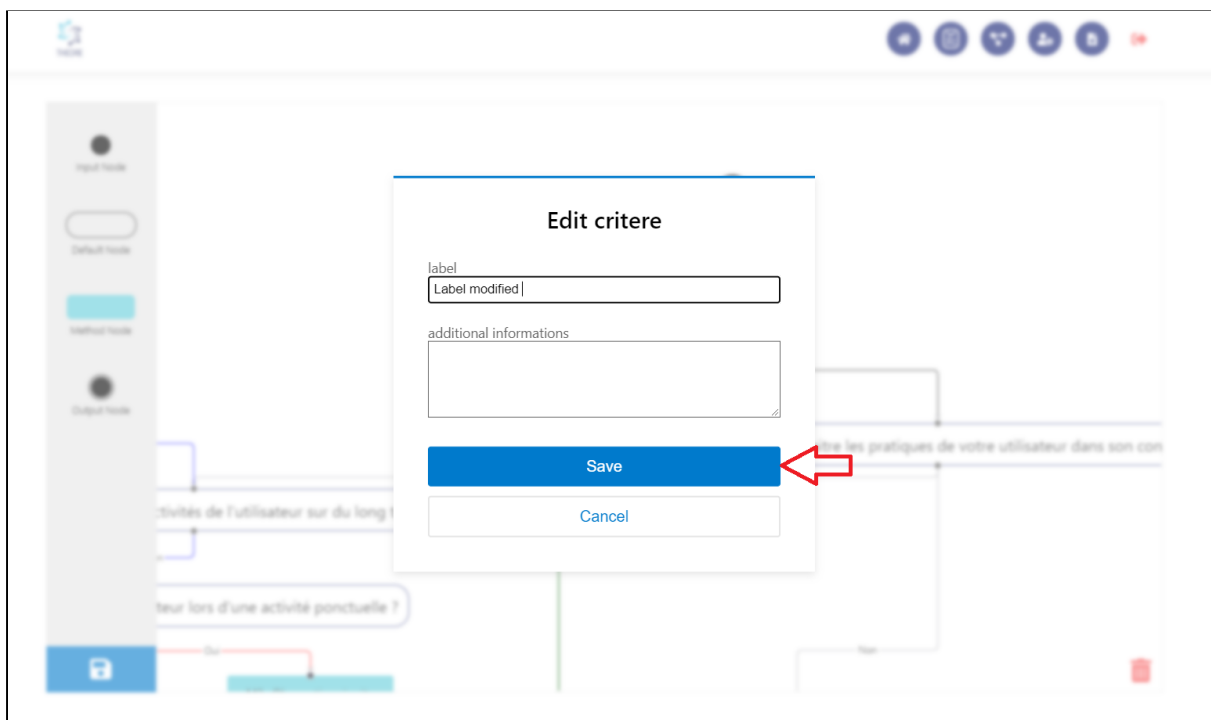 THEDRE
Input Node
Default Node
Method Node
Output Node
Edit critere
label
Label modified
additional informations
Save
Cancel
les pratiques de votre utilisateur dans son con
ctivités de l'utilisateur sur du long
teur lors d'une activité ponctuelle ?
Oui
Non